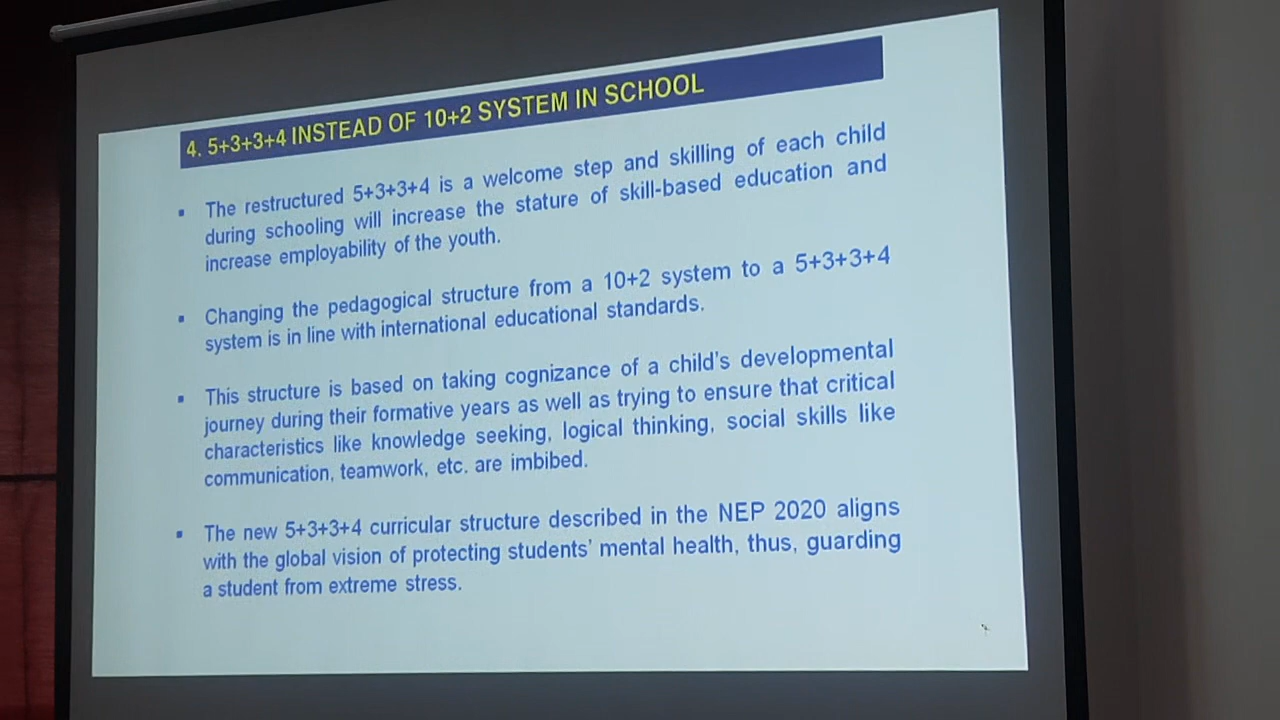 4. 5+3+3+4 INSTEAD OF 10+2 SYSTEM IN SCHOOL
▪ The restructured 5+3+3+4 is a welcome step and skilling of each child
during schooling will increase the stature of skill-based education and
increase employability of the youth.
▪ Changing the pedagogical structure from a 10+2 system to a 5+3+3+4
system is in line with international educational standards.
▪ This structure is based on taking cognizance of a child's developmental
journey during their formative years as well as trying to ensure that critical
characteristics like knowledge seeking, logical thinking, social skills like
communication, teamwork, etc. are imbibed.
▪ The new 5+3+3+4 curricular structure described in the NEP 2020 aligns
with the global vision of protecting students' mental health, thus, guarding
a student from extreme stress.